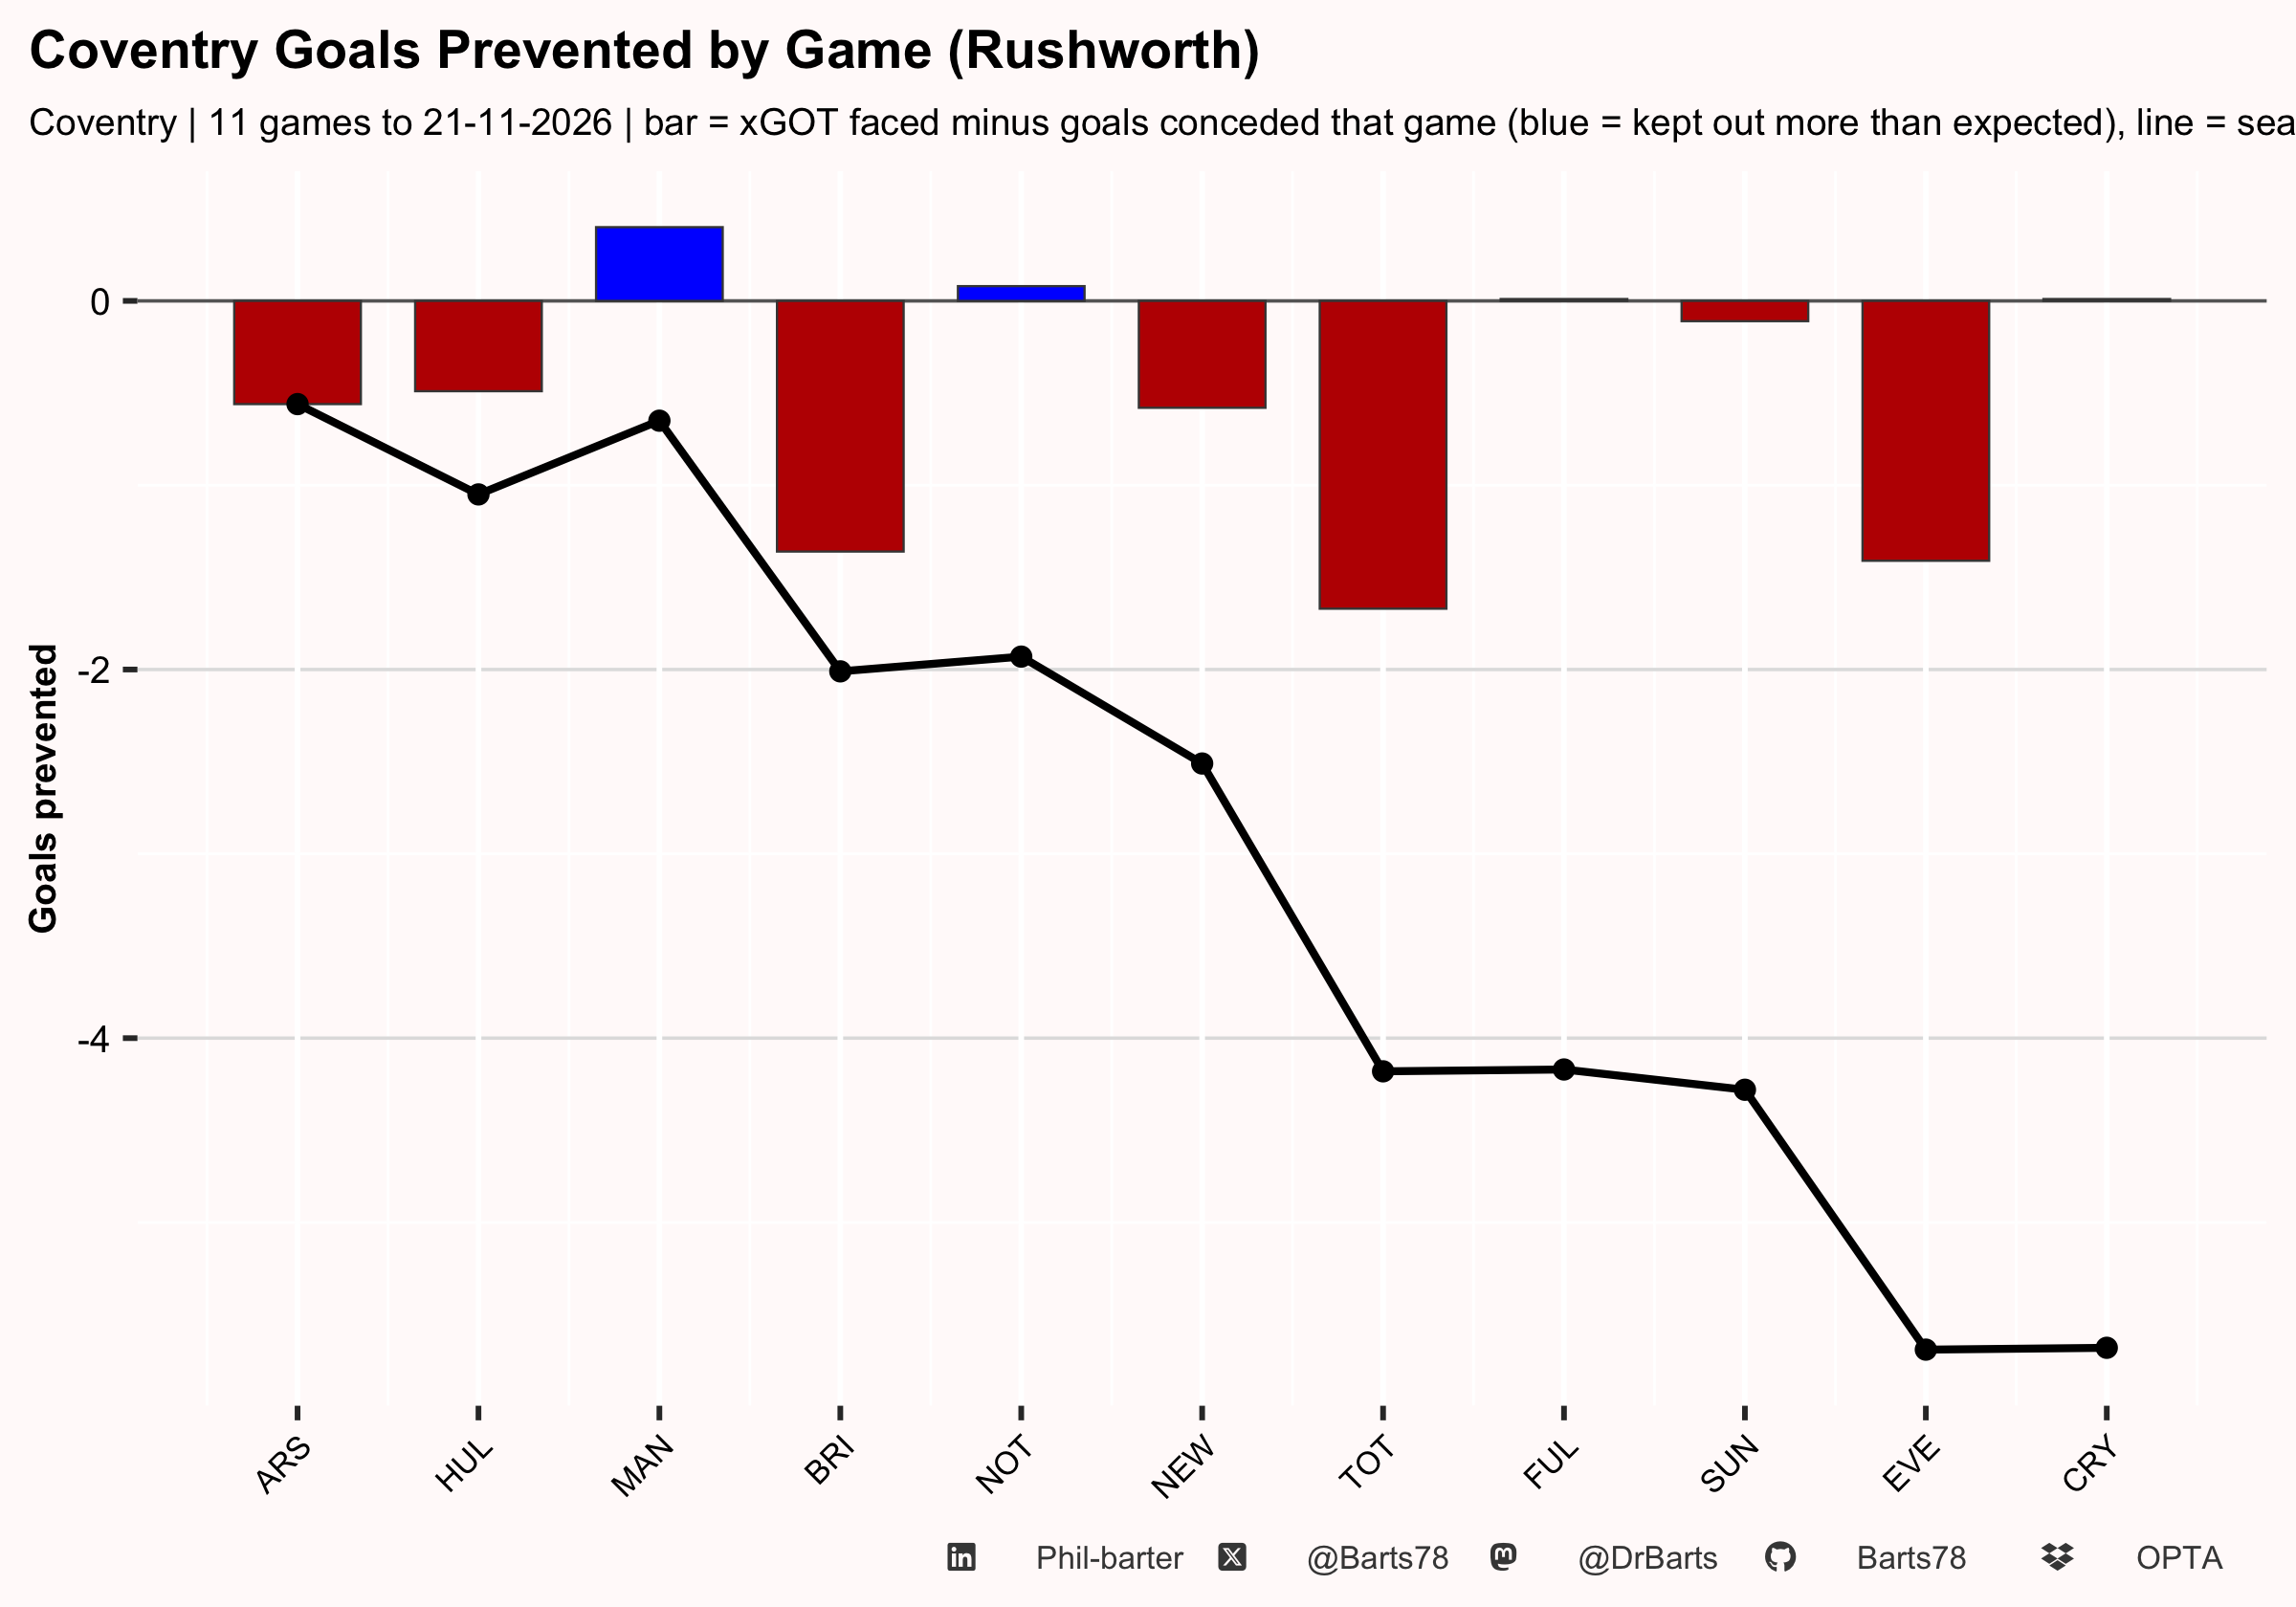 Coventry Goals Prevented by Game (Rushworth)
Coventry | 11 games to 21-11-2026 | bar = xGOT faced minus goals conceded that game (blue = kept out more than expected), line = sea
Goals prevented
0
-2
-4
ARS
HUL
MAN
BRI
NOT
NEW
TOT
FUL
SUN
EVE
CRY
Phil-barter @Barts78 @DrBarts Barts78 OPTA